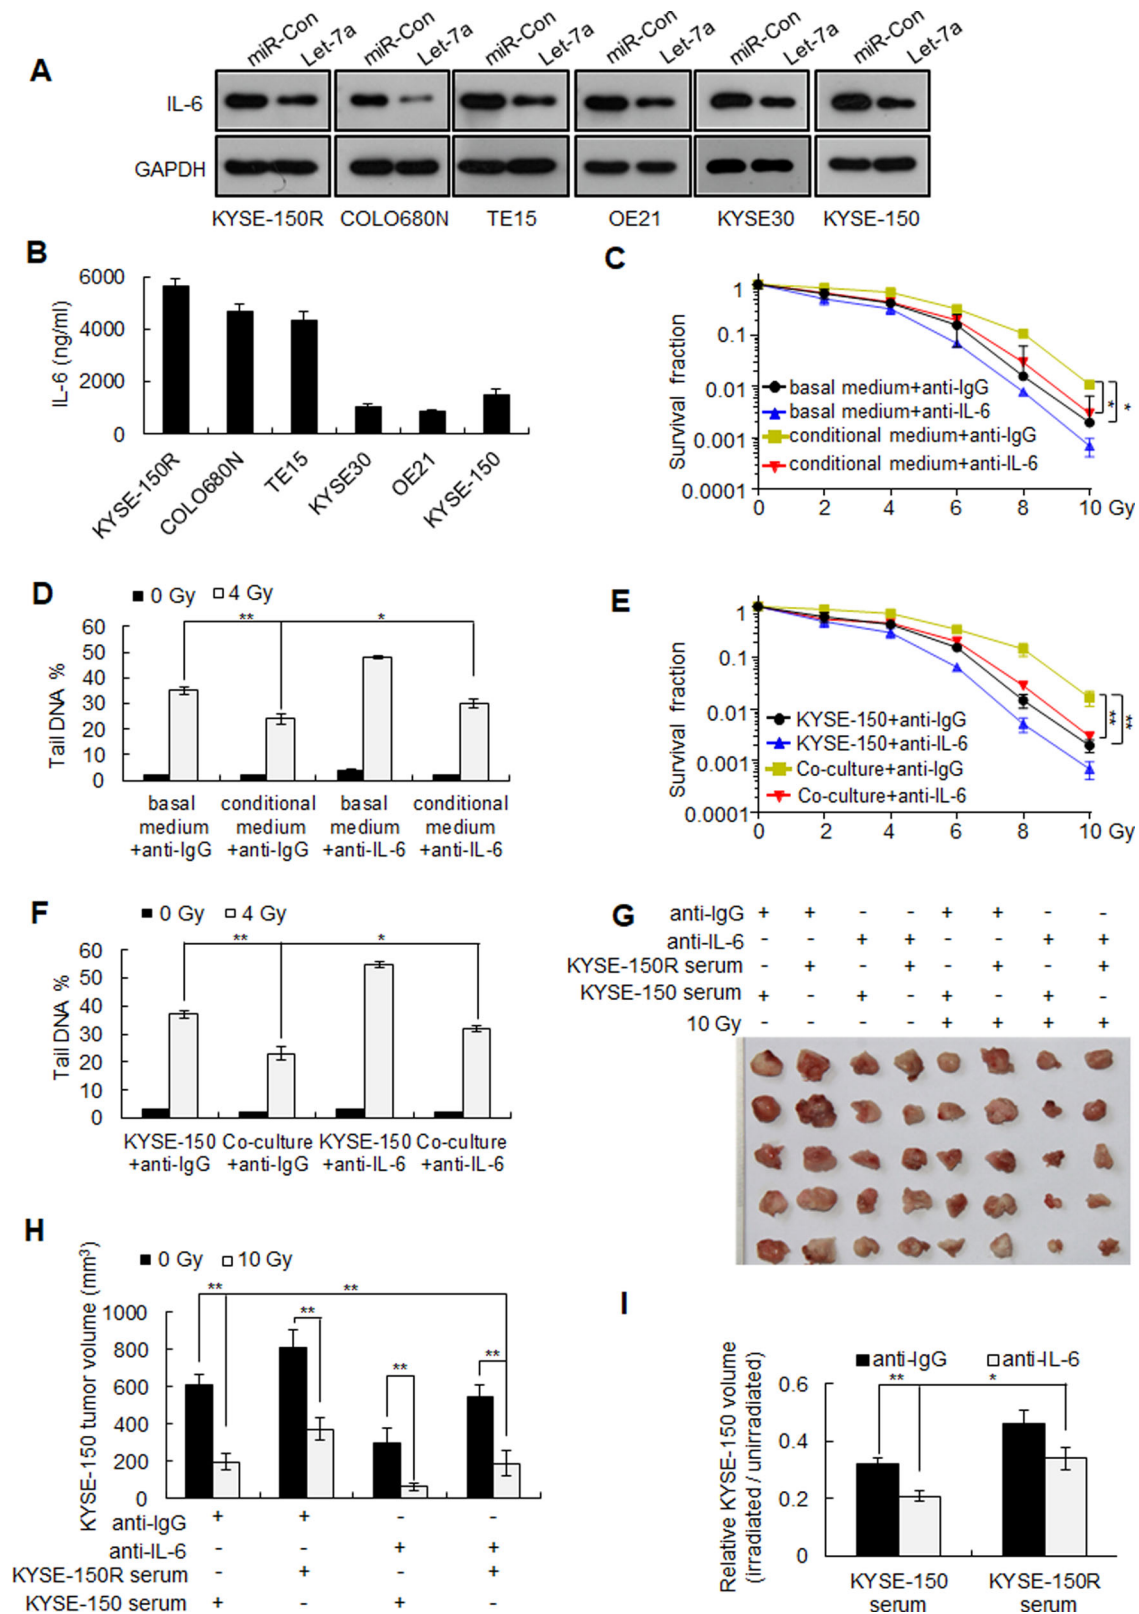 A
miR-Con Let-7a miR-Con Let-7a miR-Con Let-7a miR-Con Let-7a miR-Con Let-7a miR-Con Let-7a
IL-6
GAPDH
KYSE-150R COLO680N TE15 OE21 KYSE30 KYSE-150
B
IL-6 (ng/ml)
6000
4000
2000
0
KYSE-150R COLO680N TE15 KYSE30 OE21 KYSE-150
C
Survival fraction
1
0.1
0.01
0.001
0.0001
basal medium+anti-IgG
basal medium+anti-IL-6
conditional medium+anti-IgG
conditional medium+anti-IL-6
* *
0 2 4 6 8 10 Gy
D
0 Gy 4 Gy
** *
Tail DNA %
60
50
40
30
20
10
0
basal conditional basal conditional
medium medium medium medium
+anti-IgG +anti-IgG +anti-IL-6 +anti-IL-6
E
Survival fraction
1
0.1
0.01
0.001
0.0001
KYSE-150+anti-IgG
KYSE-150+anti-IL-6
Co-culture+anti-IgG
Co-culture+anti-IL-6
** **
0 2 4 6 8 10 Gy
F
0 Gy 4 Gy
** *
Tail DNA %
60
50
40
30
20
10
0
KYSE-150 Co-culture KYSE-150 Co-culture
+anti-IgG +anti-IgG +anti-IL-6 +anti-IL-6
G
anti-IgG + + - - + + - -
anti-IL-6 - - + + - - + +
KYSE-150R serum - + - + - + - +
KYSE-150 serum + - + - + - + -
10 Gy - - - - + + + +
H
0 Gy 10 Gy
** **
** ** **
KYSE-150 tumor volume (mm³)
1000
800
600
400
200
0
anti-IgG + + - -
anti-IL-6 - - + +
KYSE-150R serum - + - +
KYSE-150 serum + - + -
I
anti-IgG anti-IL-6
** *
Relative KYSE-150 volume
(irradiated / unirradiated)
0.6
0.4
0.2
0
KYSE-150 KYSE-150R
serum serum